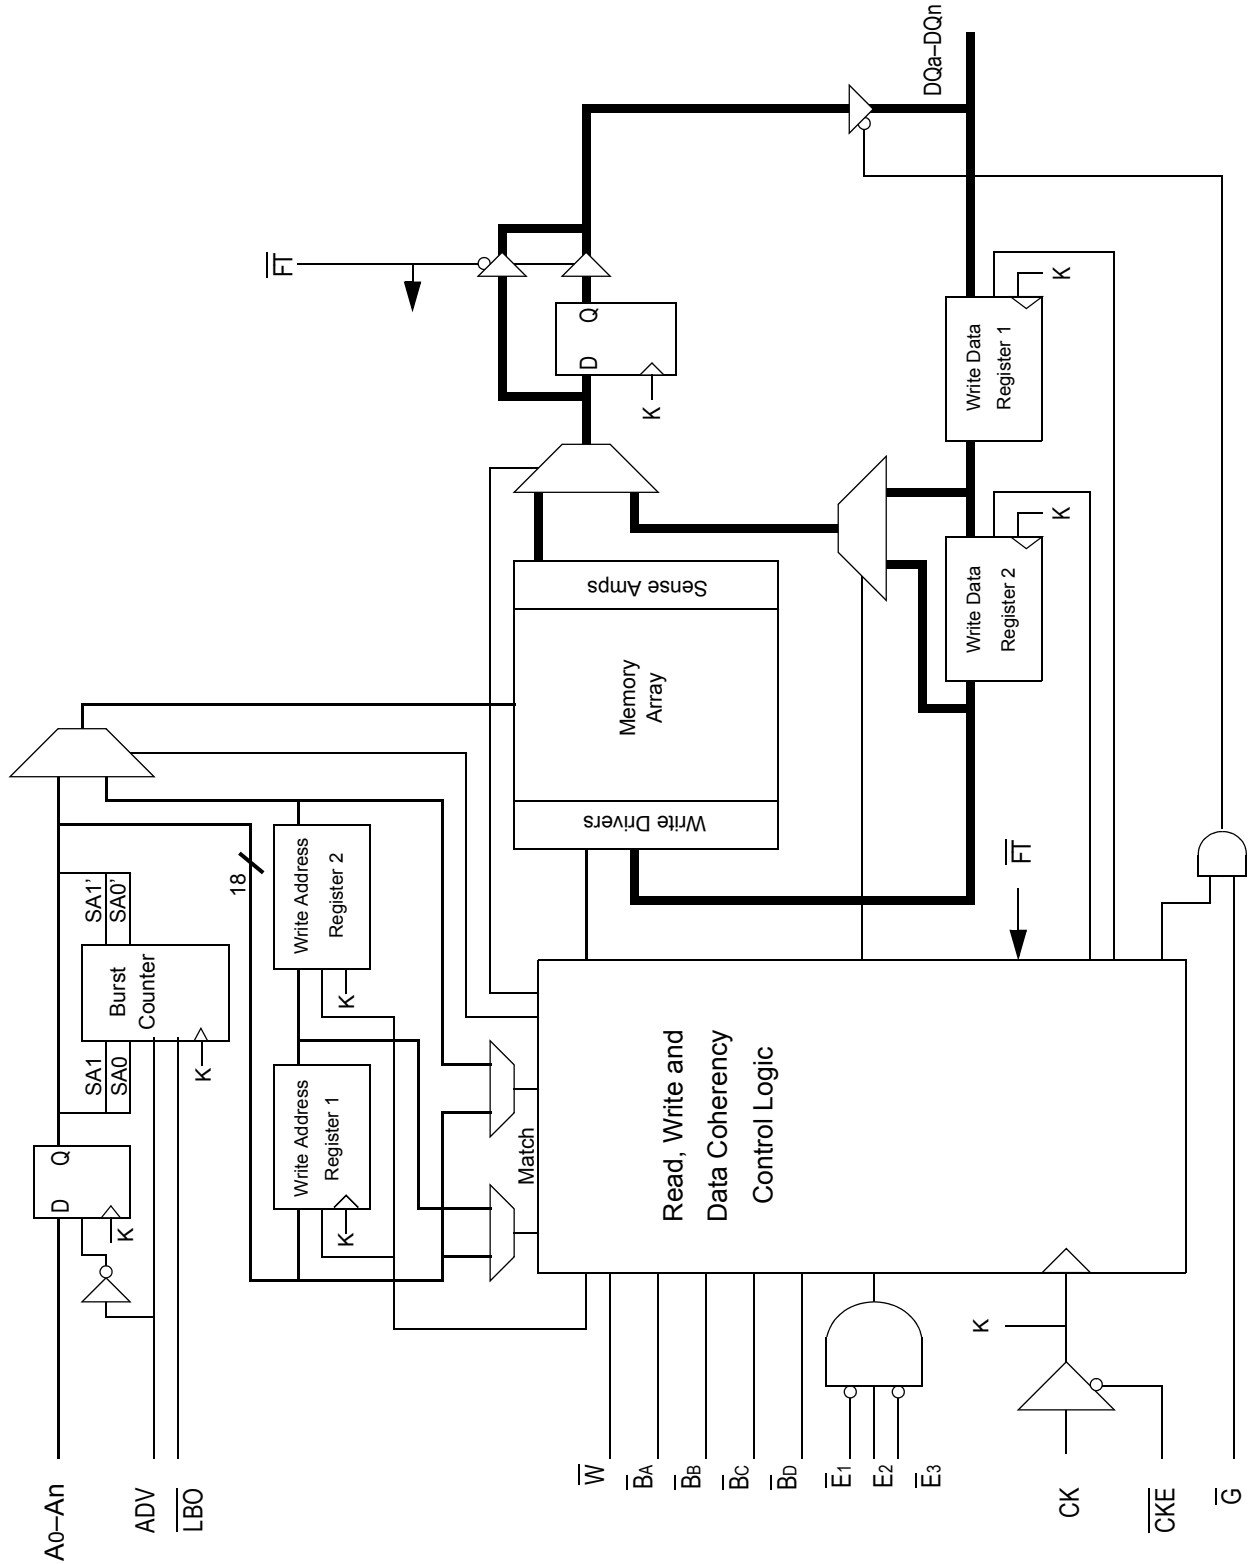 A0–An
ADV
LBO
W
BA
BB
BC
BD
E1
E2
E3
CK
CKE
G
D Q
K
SA1
SA0
Burst
Counter
SA1’
SA0’
K
18
Write Address
Register 1
K
Write Address
Register 2
K
Match
Read, Write and
Data Coherency
Control Logic
K
FT
Write Drivers
Memory
Array
Sense Amps
D Q
K
FT
Write Data
Register 2
K
Write Data
Register 1
K
DQa–DQn